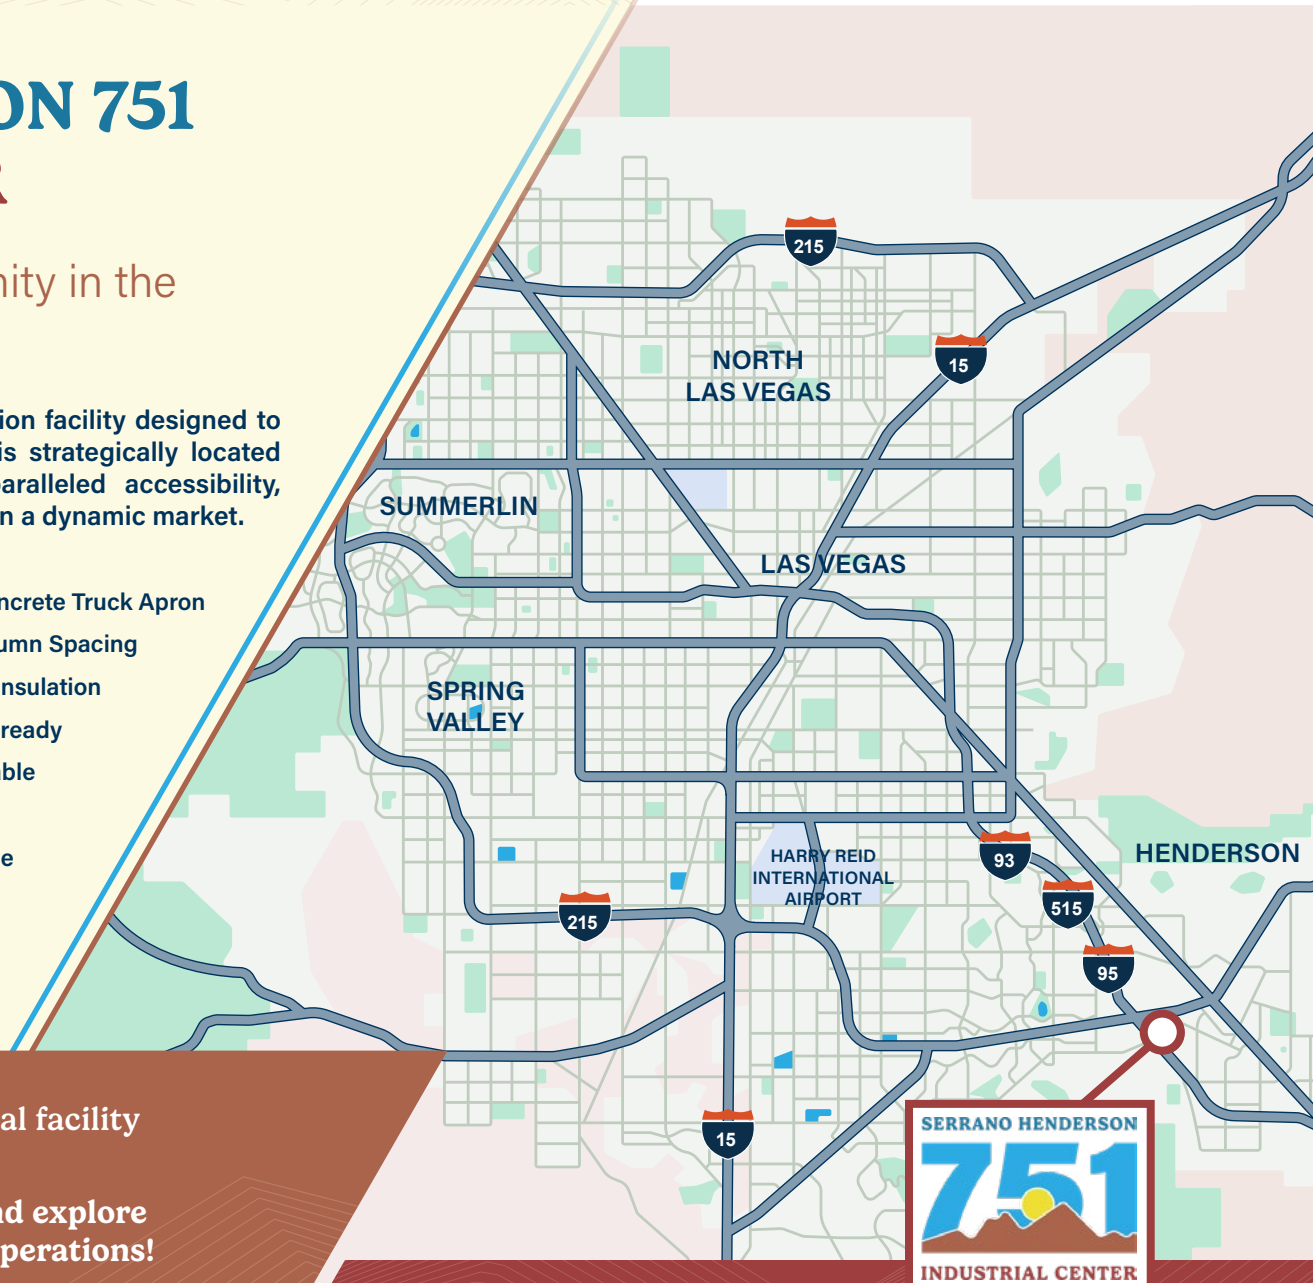 ON 751
R
nity in the
ion facility designed to
is strategically located
paralleled accessibility,
n a dynamic market.
ncrete Truck Apron
umn Spacing
nsulation
ready
ble
e
al facility
nd explore
perations!
215
15
NORTH
LAS VEGAS
SUMMERLIN
LAS VEGAS
SPRING
VALLEY
HARRY REID
INTERNATIONAL
AIRPORT
93
HENDERSON
515
215
95
15
SERRANO HENDERSON
751
INDUSTRIAL CENTER